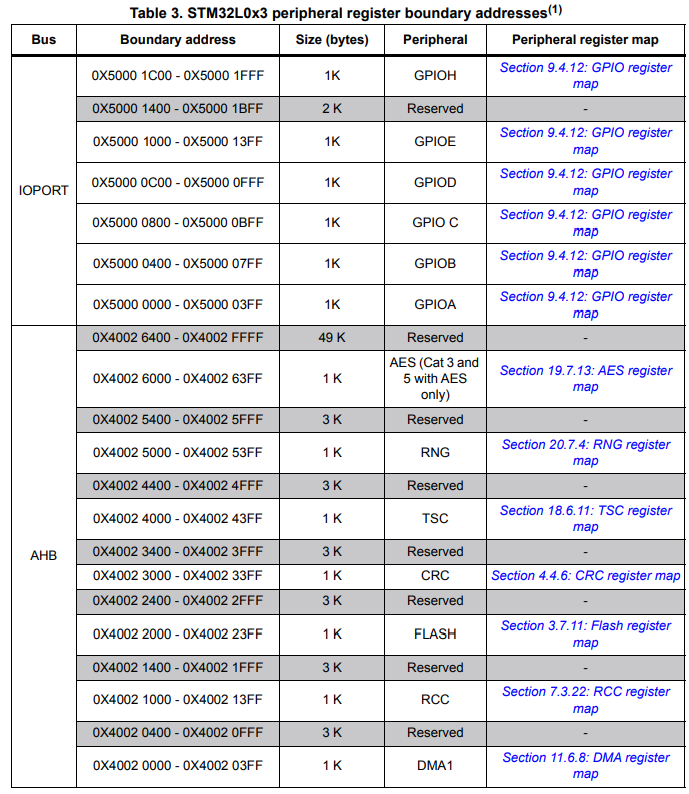 Table 3. STM32L0x3 peripheral register boundary addresses(1)
Bus Boundary address Size (bytes) Peripheral Peripheral register map
IOPORT
0X5000 1C00 - 0X5000 1FFF 1K GPIOH Section 9.4.12: GPIO register
map
0X5000 1400 - 0X5000 1BFF 2 K Reserved -
0X5000 1000 - 0X5000 13FF 1K GPIOE Section 9.4.12: GPIO register
map
0X5000 0C00 - 0X5000 0FFF 1K GPIOD Section 9.4.12: GPIO register
map
0X5000 0800 - 0X5000 0BFF 1K GPIO C Section 9.4.12: GPIO register
map
0X5000 0400 - 0X5000 07FF 1K GPIOB Section 9.4.12: GPIO register
map
0X5000 0000 - 0X5000 03FF 1K GPIOA Section 9.4.12: GPIO register
map
AHB
0X4002 6400 - 0X4002 FFFF 49 K Reserved -
0X4002 6000 - 0X4002 63FF 1 K AES (Cat 3 and
5 with AES
only)
Section 19.7.13: AES register
map
0X4002 5400 - 0X4002 5FFF 3 K Reserved -
0X4002 5000 - 0X4002 53FF 1 K RNG Section 20.7.4: RNG register
map
0X4002 4400 - 0X4002 4FFF 3 K Reserved -
0X4002 4000 - 0X4002 43FF 1 K TSC Section 18.6.11: TSC register
map
0X4002 3400 - 0X4002 3FFF 3 K Reserved -
0X4002 3000 - 0X4002 33FF 1 K CRC Section 4.4.6: CRC register map
0X4002 2400 - 0X4002 2FFF 3 K Reserved -
0X4002 2000 - 0X4002 23FF 1 K FLASH Section 3.7.11: Flash register
map
0X4002 1400 - 0X4002 1FFF 3 K Reserved -
0X4002 1000 - 0X4002 13FF 1 K RCC Section 7.3.22: RCC register
map
0X4002 0400 - 0X4002 0FFF 3 K Reserved -
0X4002 0000 - 0X4002 03FF 1 K DMA1 Section 11.6.8: DMA register
map